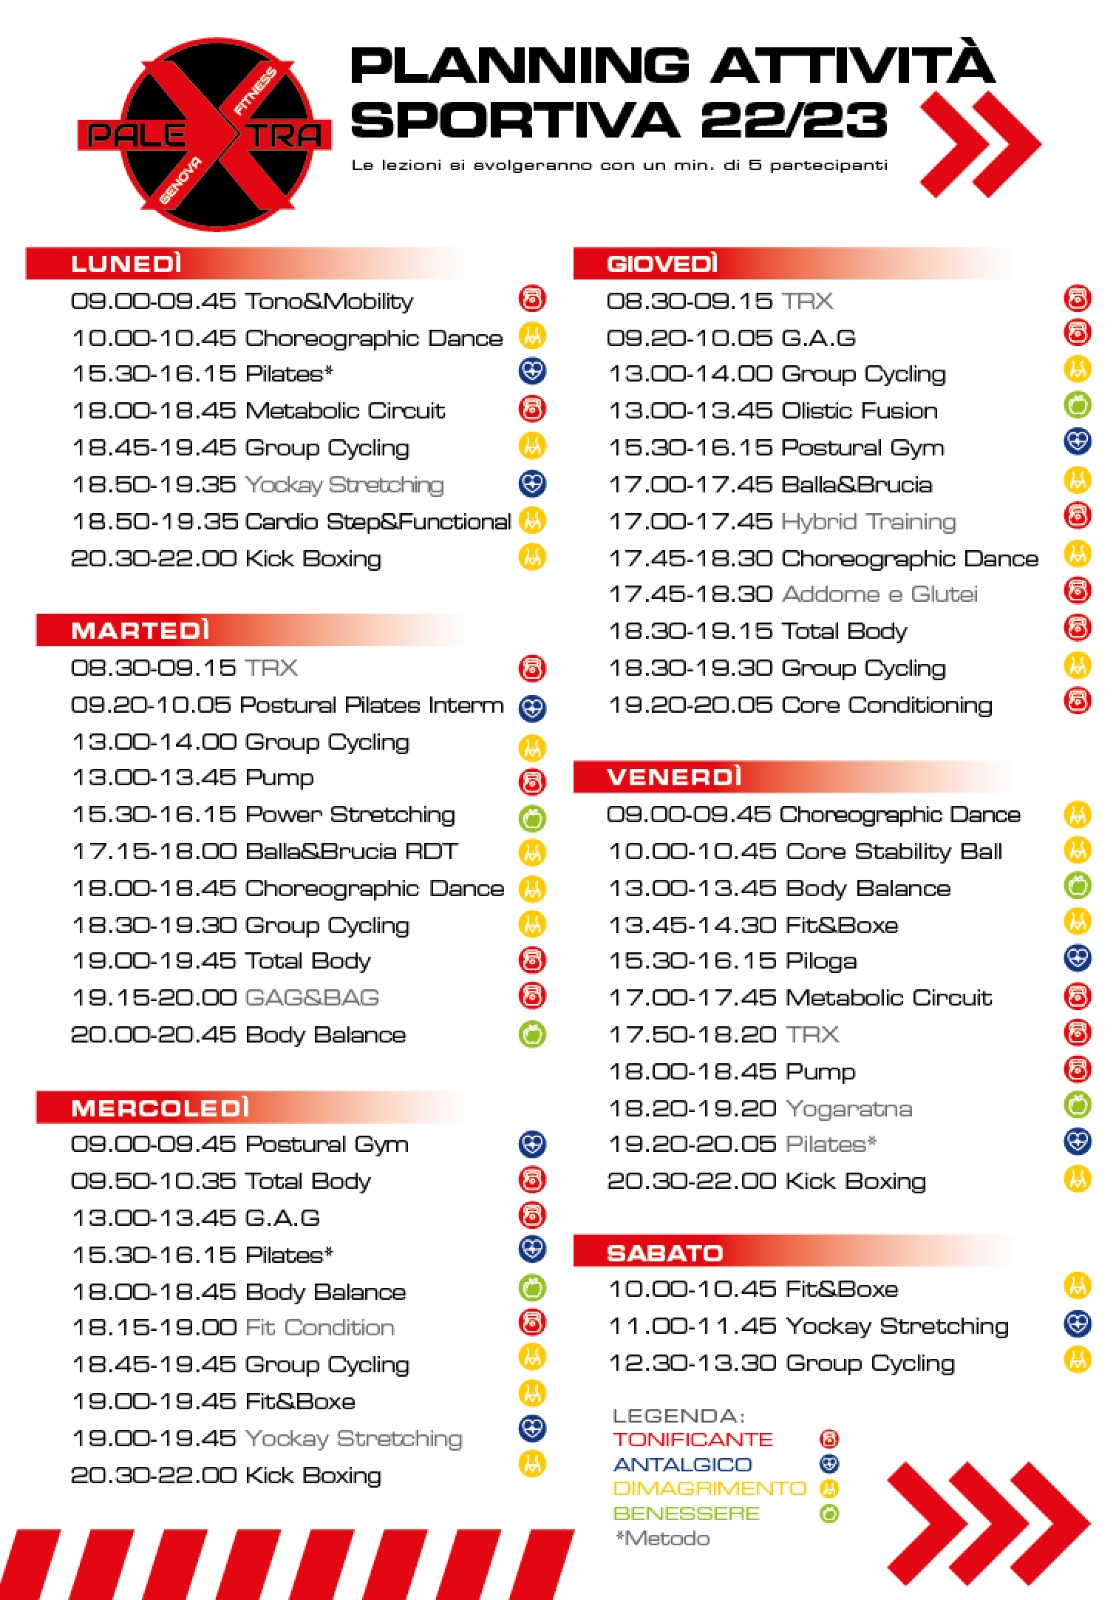 PALEXTRA
FITNESS
GENOVA
PLANNING ATTIVITÀ
SPORTIVA 22/23
Le lezioni si svolgeranno con un min. di 5 partecipanti
LUNEDÌ
09.00-09.45 Tono&Mobility
10.00-10.45 Choreographic Dance
15.30-16.15 Pilates*
18.00-18.45 Metabolic Circuit
18.45-19.45 Group Cycling
18.50-19.35 Yockay Stretching
18.50-19.35 Cardio Step&Functional
20.30-22.00 Kick Boxing
MARTEDÌ
08.30-09.15 TRX
09.20-10.05 Postural Pilates Interm
13.00-14.00 Group Cycling
13.00-13.45 Pump
15.30-16.15 Power Stretching
17.15-18.00 Balla&Brucia RDT
18.00-18.45 Choreographic Dance
18.30-19.30 Group Cycling
19.00-19.45 Total Body
19.15-20.00 GAG&BAG
20.00-20.45 Body Balance
MERCOLEDÌ
09.00-09.45 Postural Gym
09.50-10.35 Total Body
13.00-13.45 G.A.G
15.30-16.15 Pilates*
18.00-18.45 Body Balance
18.15-19.00 Fit Condition
18.45-19.45 Group Cycling
19.00-19.45 Fit&Boxe
19.00-19.45 Yockay Stretching
20.30-22.00 Kick Boxing
GIOVEDÌ
08.30-09.15 TRX
09.20-10.05 G.A.G
13.00-14.00 Group Cycling
13.00-13.45 Olistic Fusion
15.30-16.15 Postural Gym
17.00-17.45 Balla&Brucia
17.00-17.45 Hybrid Training
17.45-18.30 Choreographic Dance
17.45-18.30 Addome e Glutei
18.30-19.15 Total Body
18.30-19.30 Group Cycling
19.20-20.05 Core Conditioning
VENERDÌ
09.00-09.45 Choreographic Dance
10.00-10.45 Core Stability Ball
13.00-13.45 Body Balance
13.45-14.30 Fit&Boxe
15.30-16.15 Piloga
17.00-17.45 Metabolic Circuit
17.50-18.20 TRX
18.00-18.45 Pump
18.20-19.20 Yogaratna
19.20-20.05 Pilates*
20.30-22.00 Kick Boxing
SABATO
10.00-10.45 Fit&Boxe
11.00-11.45 Yockay Stretching
12.30-13.30 Group Cycling
LEGENDA:
TONIFICANTE
ANTALGICO
DIMAGRIMENTO
BENESSERE
*Metodo